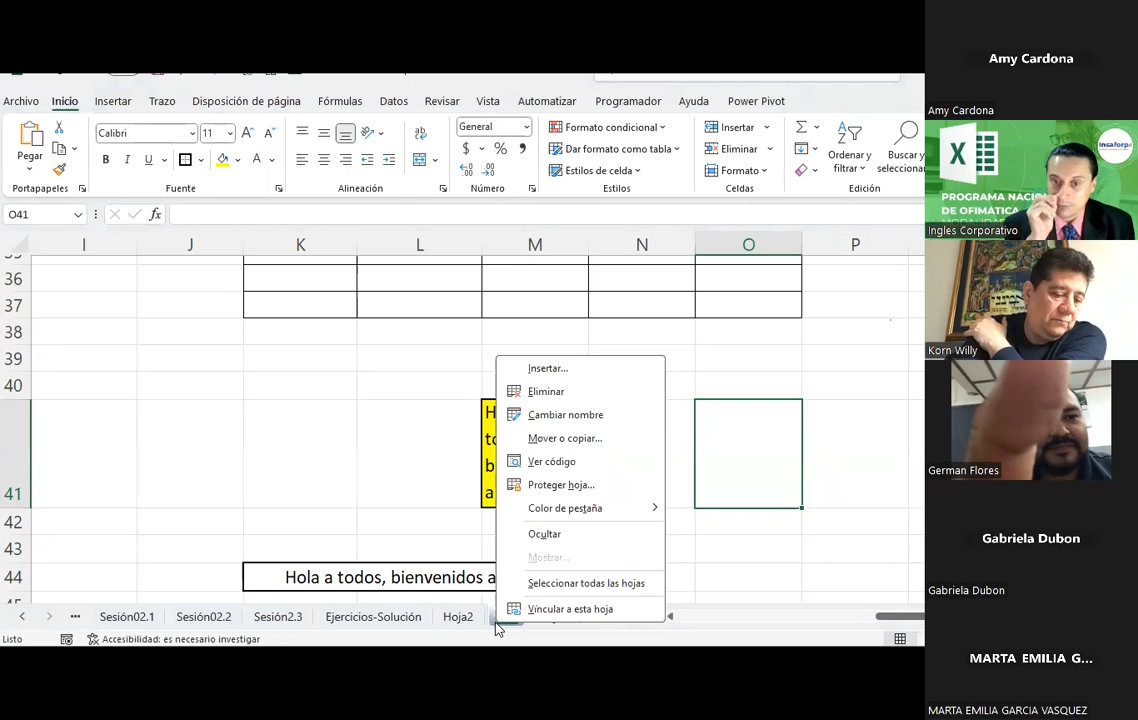 Archivo Inicio Insertar Trazo Disposición de página Fórmulas Datos Revisar Vista Automatizar Programador Ayuda Power Pivot
Pegar
Calibri 11
N K S A
ab
General
$ % 9
Formato condicional
Dar formato como tabla
Estilos de celda
Insertar
Eliminar
Formato
Ordenar y
filtrar
Buscar y
seleccionar
Portapapeles Fuente Alineación Número Estilos Celdas Edición
O41 fx
I J K L M N O P
36
37
38
39
40
41
42
43
44
Hola a todos, bienvenidos a
Insertar...
Eliminar
Cambiar nombre
Mover o copiar...
Ver código
Proteger hoja...
Color de pestaña
Ocultar
Mostrar...
Seleccionar todas las hojas
Vincular a esta hoja
... Sesión02.1 Sesión02.2 Sesión2.3 Ejercicios-Solución Hoja2
Listo Accesibilidad: es necesario investigar
Amy Cardona
Amy Cardona
X
insaforp
PROGRAMA NACIO
DE OFIMATICA
Ingles Corporativo
Korn Willy
German Flores
Gabriela Dubon
Gabriela Dubon
MARTA EMILIA G...
MARTA EMILIA GARCIA VASQUEZ